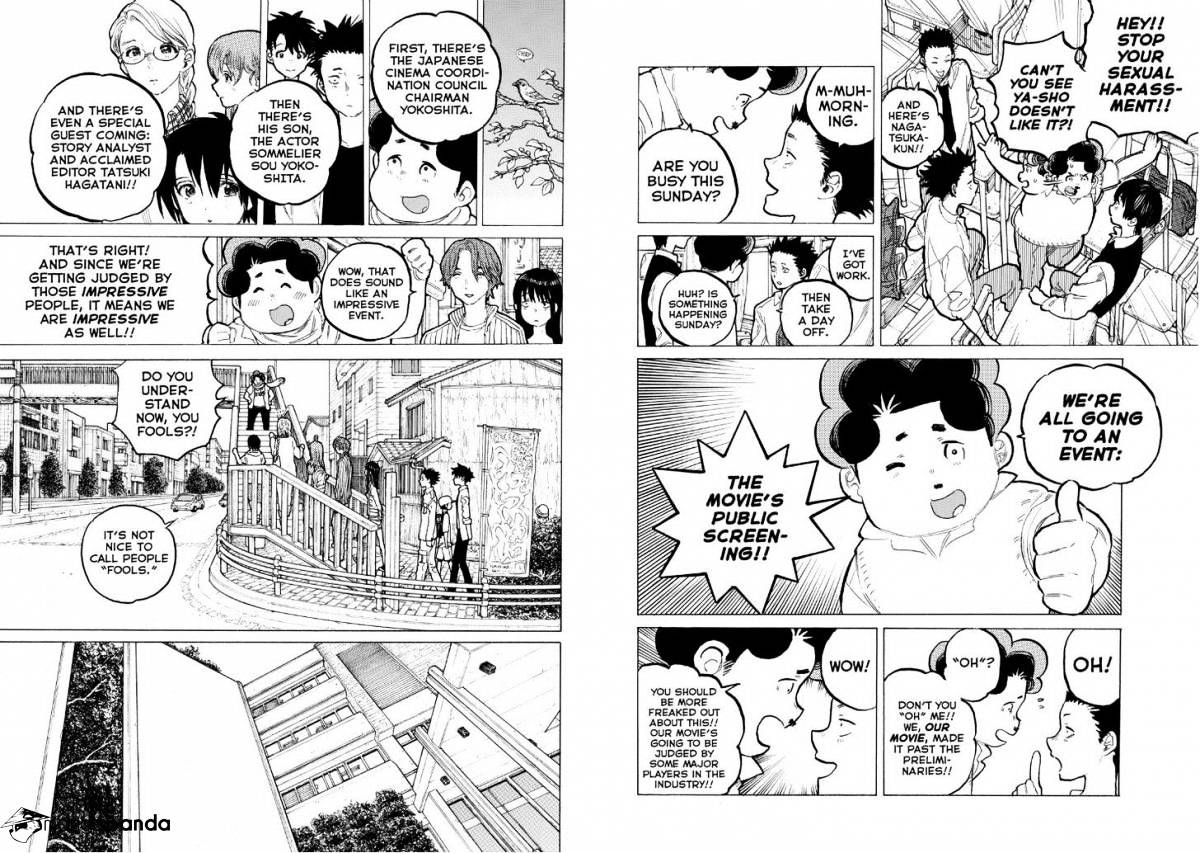 HEY!!
STOP
YOUR
SEXUAL
HARASS-
MENT!!
CAN'T
YOU SEE
YA-SHO
DOESN'T
LIKE IT?!
AND
HERE'S
NAGA-
TSUKA-
KUN!!
M-MUH-
MORN-
ING.
ARE YOU
BUSY THIS
SUNDAY?
I'VE
GOT
WORK.
THEN
TAKE
A DAY
OFF.
HUH? IS
SOMETHING
HAPPENING
SUNDAY?
WE'RE
ALL GOING
TO AN
EVENT:
THE
MOVIE'S
PUBLIC
SCREEN-
ING!!
OH!
"OH"?
DON'T YOU
"OH" ME!!
WE, OUR
MOVIE, MADE
IT PAST THE
PRELIMI-
NARIES!!
WOW!
YOU SHOULD
BE MORE
FREAKED OUT
ABOUT THIS!!
OUR MOVIE'S
GOING TO BE
JUDGED BY
SOME MAJOR
PLAYERS IN THE
INDUSTRY!!
FIRST, THERE'S
THE JAPANESE
CINEMA COORDI-
NATION COUNCIL
CHAIRMAN
YOKOSHITA.
THEN
THERE'S
HIS SON,
THE ACTOR
SOMMELIER
SOU YOKO-
SHITA.
AND THERE'S
EVEN A SPECIAL
GUEST COMING:
STORY ANALYST
AND ACCLAIMED
EDITOR TATSUKI
HAGATANI!!
WOW, THAT
DOES SOUND
LIKE AN
IMPRESSIVE
EVENT.
THAT'S RIGHT!
AND SINCE WE'RE
GETTING JUDGED BY
THOSE IMPRESSIVE
PEOPLE, IT MEANS WE
ARE IMPRESSIVE
AS WELL!!
DO YOU
UNDER-
STAND
NOW, YOU
FOOLS?!
IT'S NOT
NICE TO
CALL PEOPLE
"FOOLS."